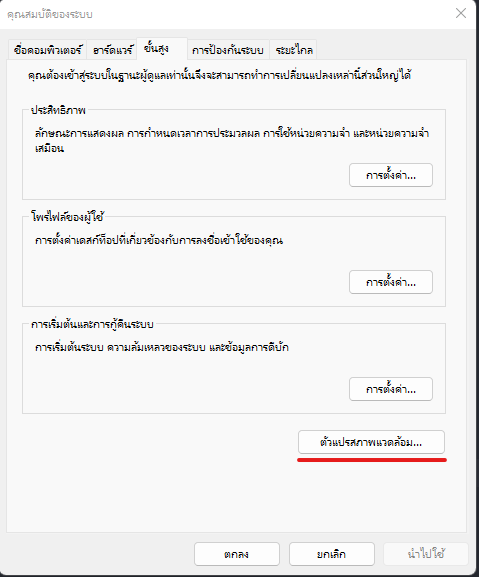 คุณสมบัติของระบบ
ชื่อคอมพิวเตอร์ ฮาร์ดแวร์ ขั้นสูง การป้องกันระบบ ระยะไกล
คุณต้องเข้าสู่ระบบในฐานะผู้ดูแลเท่านั้นจึงจะสามารถทำการเปลี่ยนแปลงเหล่านี้ส่วนใหญ่ได้
ประสิทธิภาพ
ลักษณะการแสดงผล การกำหนดเวลาการประมวลผล การใช้หน่วยความจำ และหน่วยความจำ
เสมือน
การตั้งค่า...
โพรไฟล์ของผู้ใช้
การตั้งค่าเดสก์ท็อปที่เกี่ยวข้องกับการลงชื่อเข้าใช้ของคุณ
การตั้งค่า...
การเริ่มต้นและการกู้คืนระบบ
การเริ่มต้นระบบ ความล้มเหลวของระบบ และข้อมูลการดีบัก
การตั้งค่า...
ตัวแปรสภาพแวดล้อม...
ตกลง ยกเลิก นำไปใช้